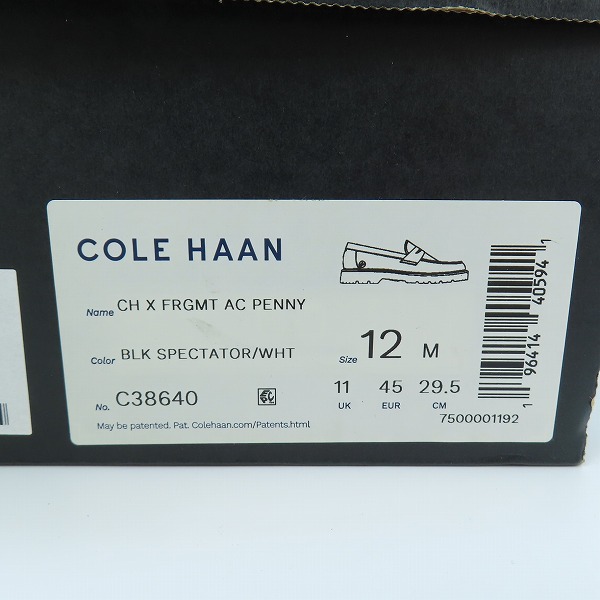 COLE HAAN
Name CH X FRGMT AC PENNY
Color BLK SPECTATOR/WHT
Size 12 M
No. C38640
11 45 29.5
UK EUR CM
7500001192
May be patented. Pat. Colehaan.com/Patents.html
1 96414 40594 1